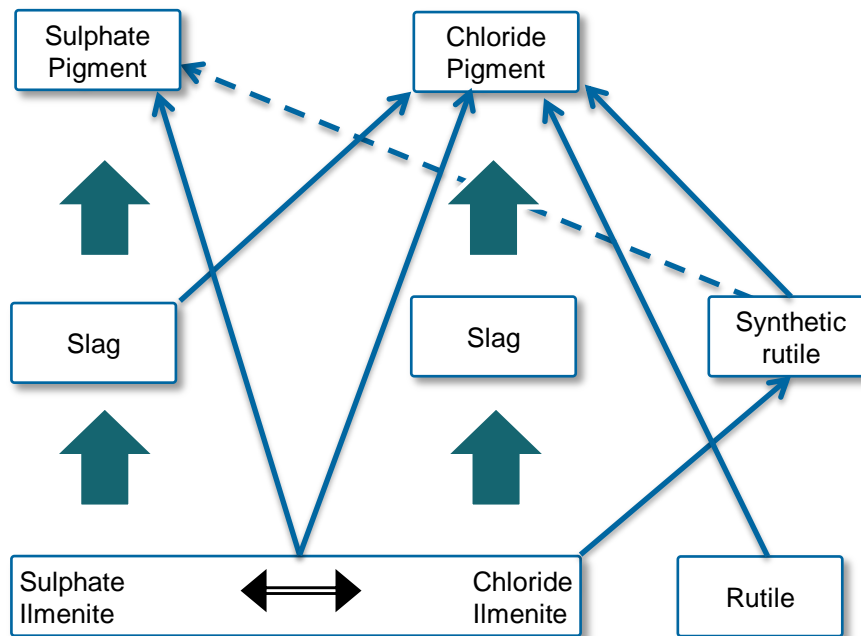 Sulphate
Pigment
Chloride
Pigment
Slag
Slag
Synthetic
rutile
Sulphate
Ilmenite
Chloride
Ilmenite
Rutile